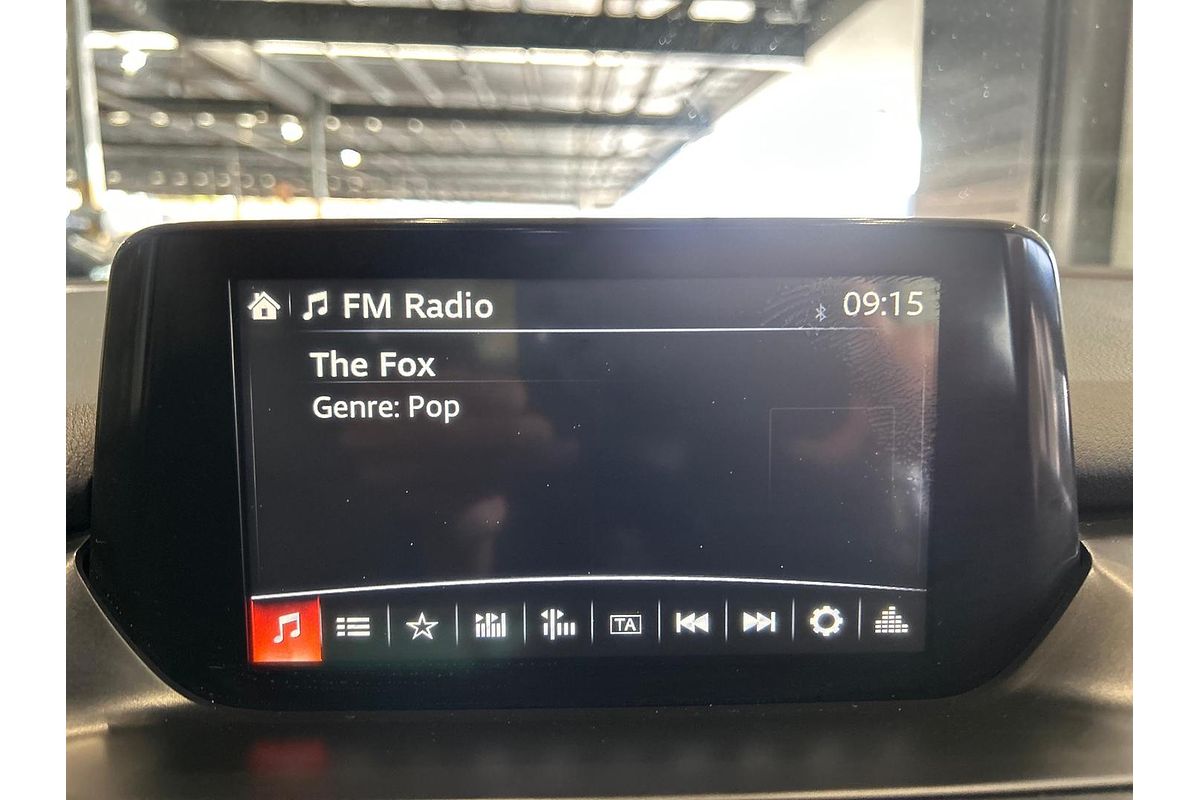 FM Radio
09:15
The Fox
Genre: Pop
TA